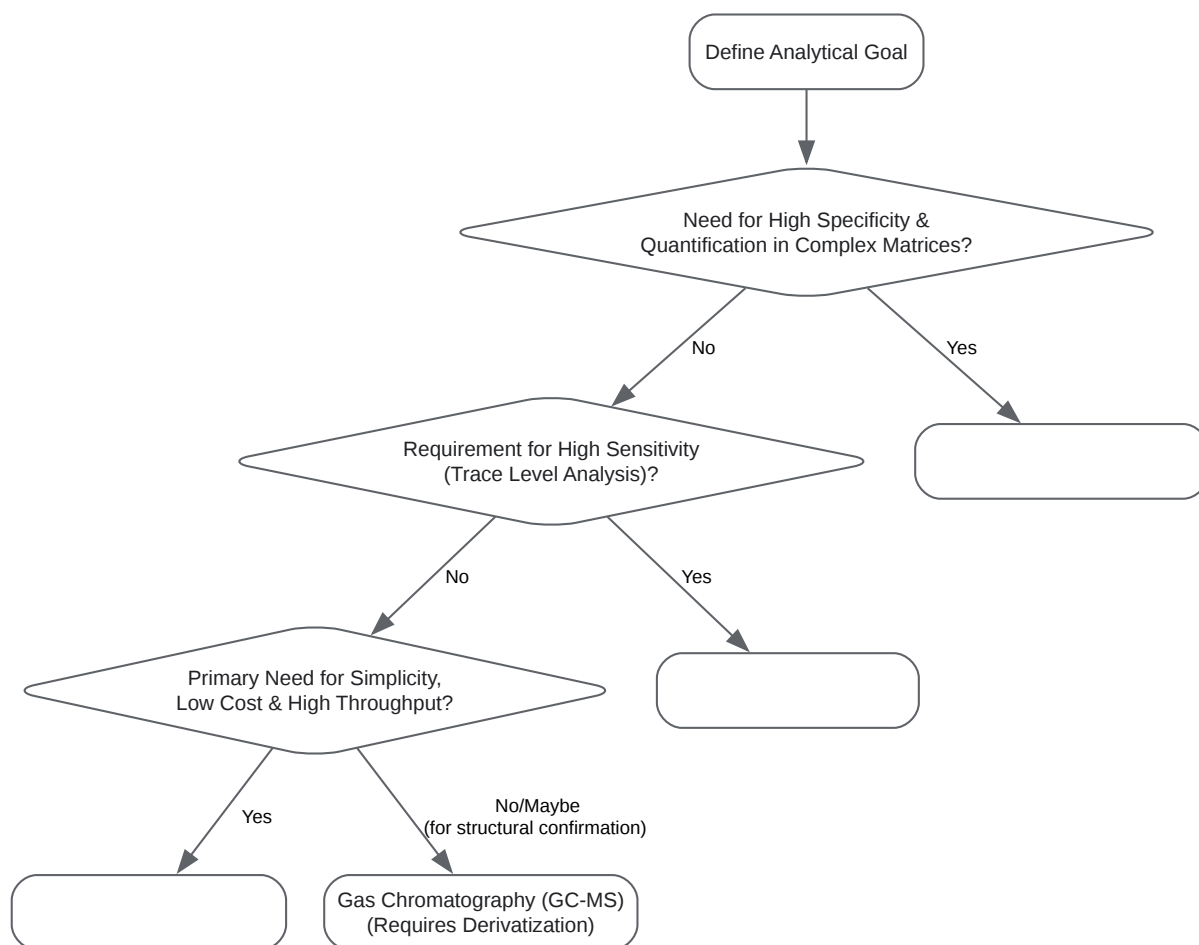 Define Analytical Goal
Need for High Specificity &
Quantification in Complex Matrices?
No
Yes
Requirement for High Sensitivity
(Trace Level Analysis)?
No
Yes
Primary Need for Simplicity,
Low Cost & High Throughput?
Yes
No/Maybe
(for structural confirmation)
Gas Chromatography (GC-MS)
(Requires Derivatization)